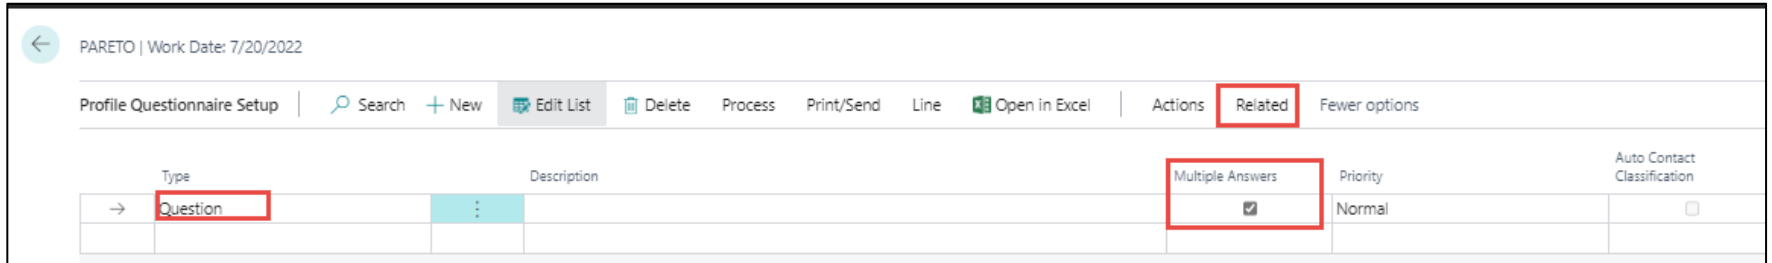 PARETO | Work Date: 7/20/2022
Profile Questionnaire Setup Search New Edit List Delete Process Print/Send Line Open in Excel Actions Related Fewer options
Type Description Multiple Answers Priority Auto Contact
Classification
Question Normal